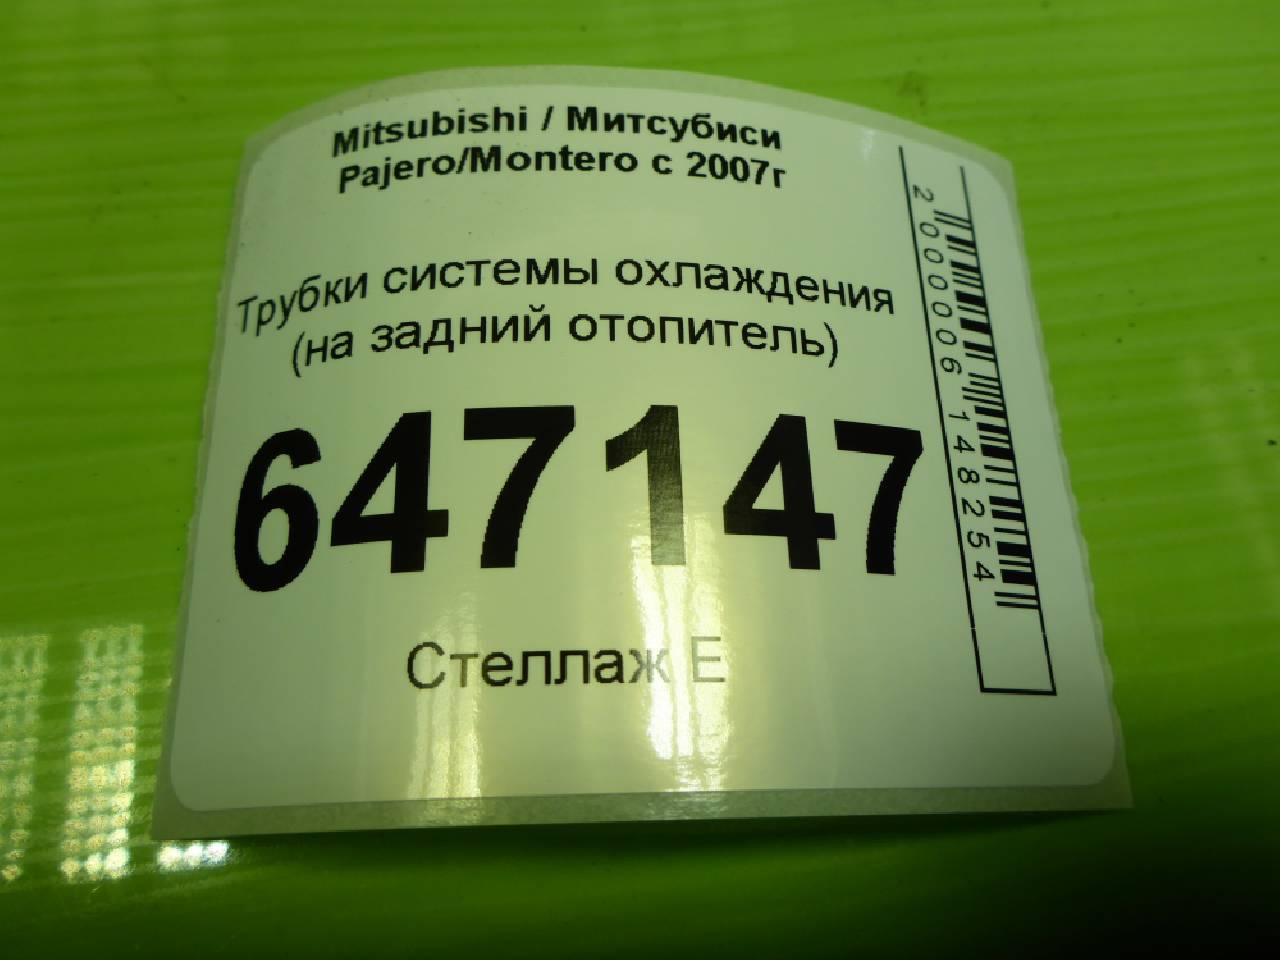 Mitsubishi / Митсубиси
Pajero/Montero с 2007г
Трубки системы охлаждения
(на задний отопитель)
647147
Стеллаж Е
2000006148254